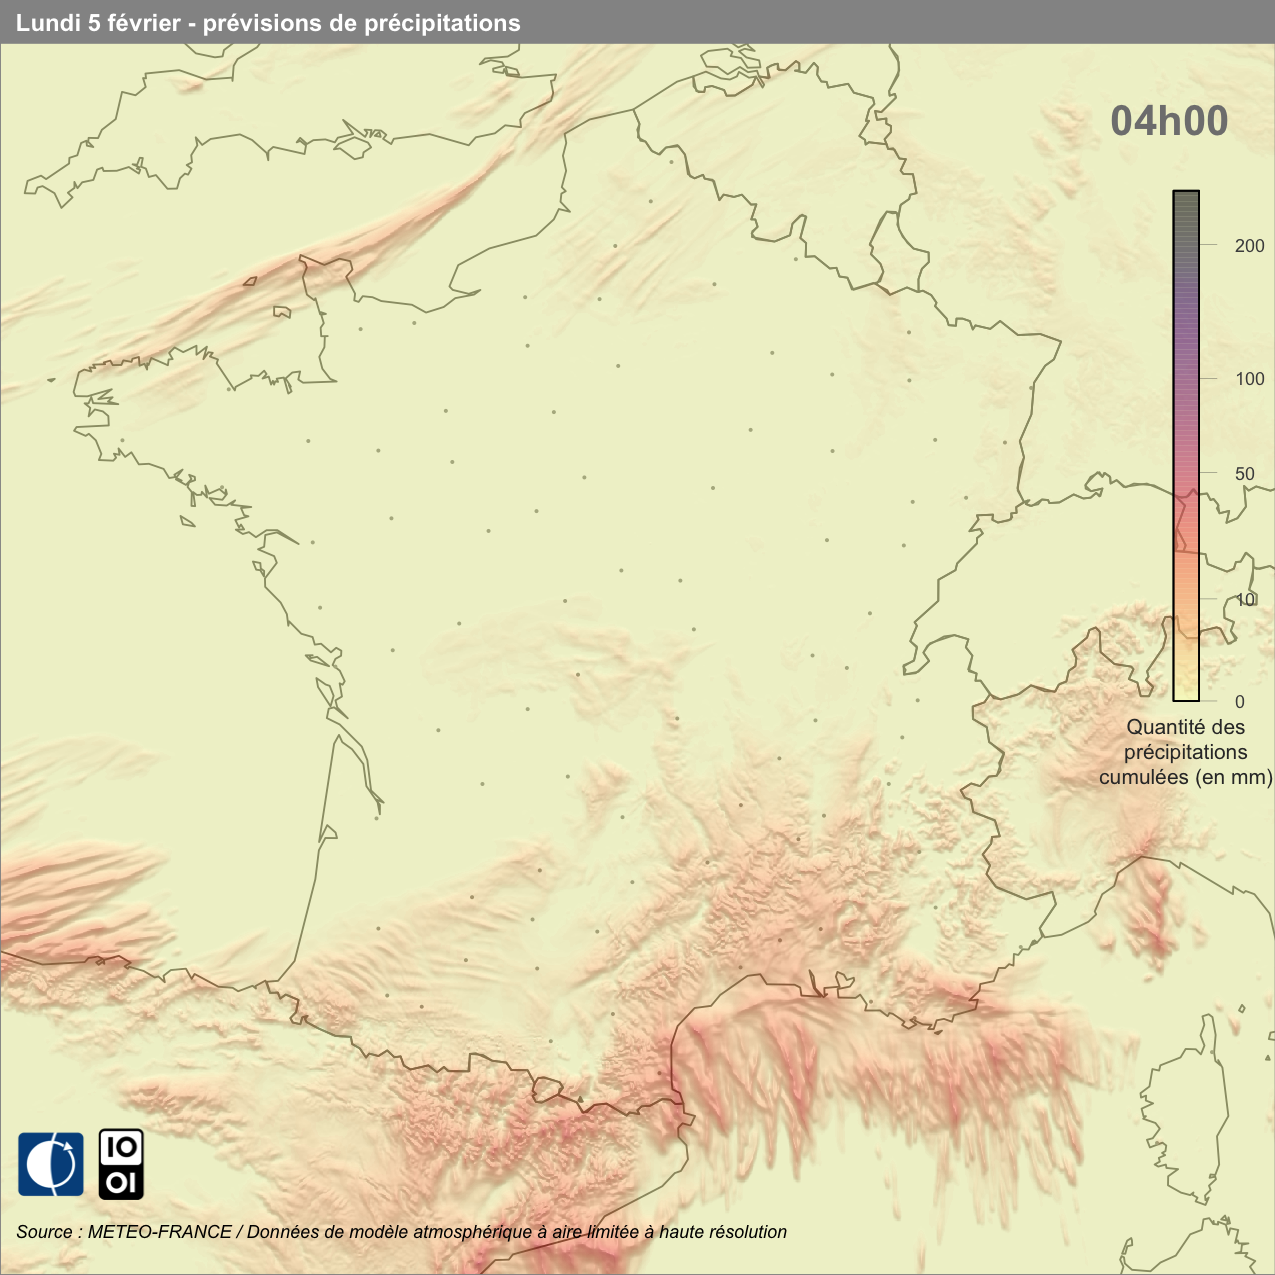 Lundi 5 février - prévisions de précipitations
04h00
200
100
50
10
0
Quantité des
précipitations
cumulées (en mm)
IO
OI
Source : METEO-FRANCE / Données de modèle atmosphérique à aire limitée à haute résolution